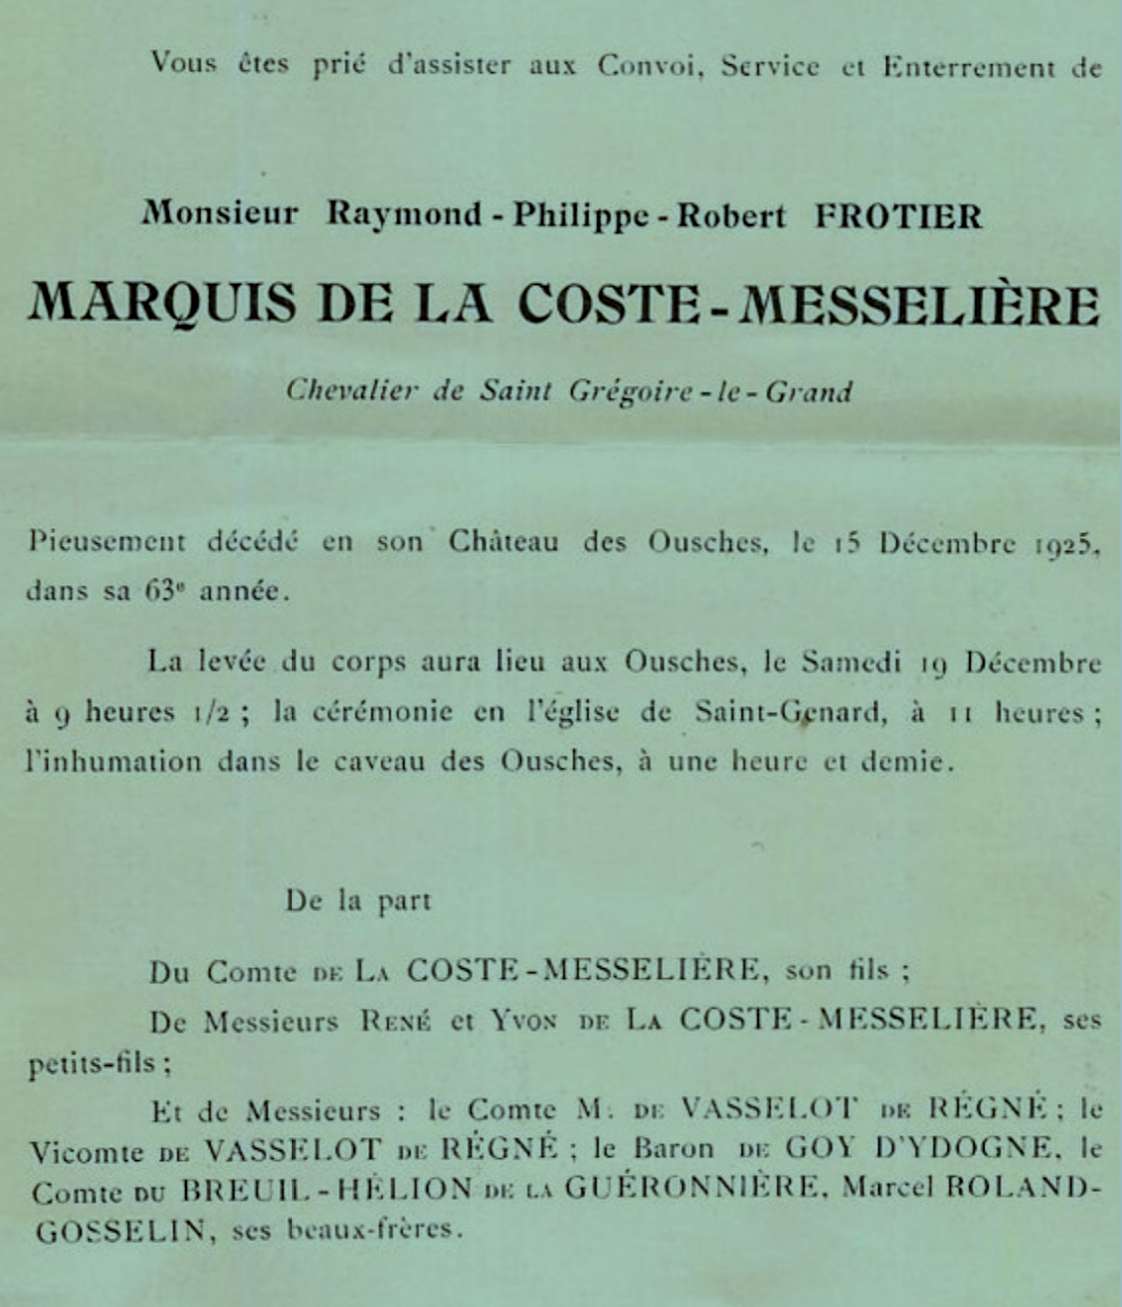 Vous êtes prié d'assister aux Convoi, Service et Enterrement de
Monsieur Raymond - Philippe - Robert FROTIER
MARQUIS DE LA COSTE - MESSELIÈRE
Chevalier de Saint Grégoire - le - Grand
Pieusement décédé en son Château des Ousches, le 15 Décembre 1925,
dans sa 63e année.
La levée du corps aura lieu aux Ousches, le Samedi 19 Décembre
à 9 heures 1/2 ; la cérémonie en l'église de Saint-Genard, à 11 heures ;
l'inhumation dans le caveau des Ousches, à une heure et demie.
De la part
Du Comte DE LA COSTE - MESSELIÈRE, son fils ;
De Messieurs RENÉ et YVON DE LA COSTE - MESSELIÈRE, ses
petits-fils ;
Et de Messieurs : le Comte M. DE VASSELOT DE RÉGNÉ ; le
Vicomte DE VASSELOT DE RÉGNÉ ; le Baron DE GOY D'YDOGNE, le
Comte DU BREUIL - HÉLION DE LA GUÉRONNIÈRE, Marcel ROLAND-
GOSSELIN, ses beaux-frères.